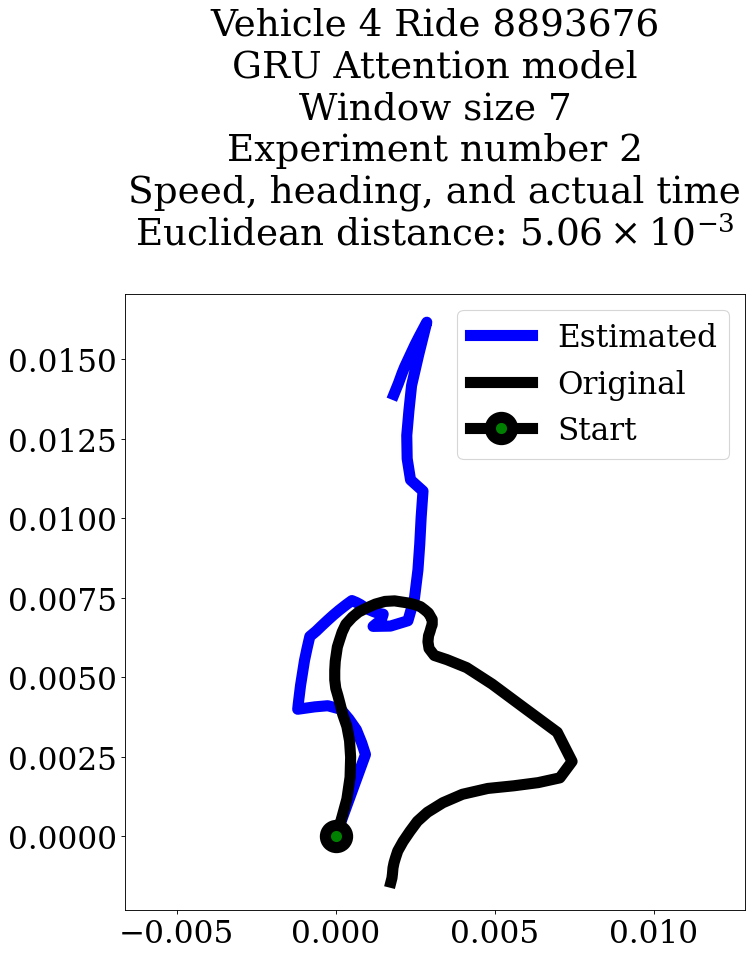 Vehicle 4 Ride 8893676
GRU Attention model
Window size 7
Experiment number 2
Speed, heading, and actual time
Euclidean distance: 5.06 × 10⁻³
Estimated
Original
Start
0.0150
0.0125
0.0100
0.0075
0.0050
0.0025
0.0000
−0.005 0.000 0.005 0.010